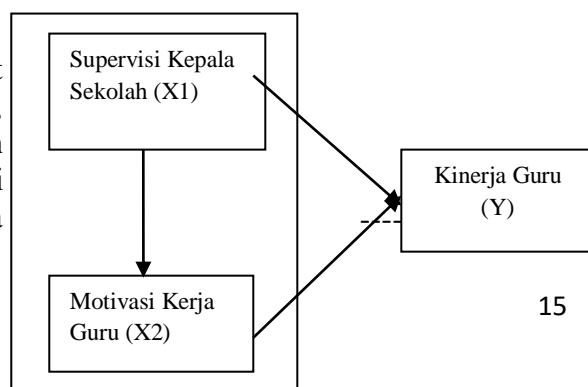 Supervisi Kepala
Sekolah (X1)
Kinerja Guru
(Y)
Motivasi Kerja
Guru (X2)
15